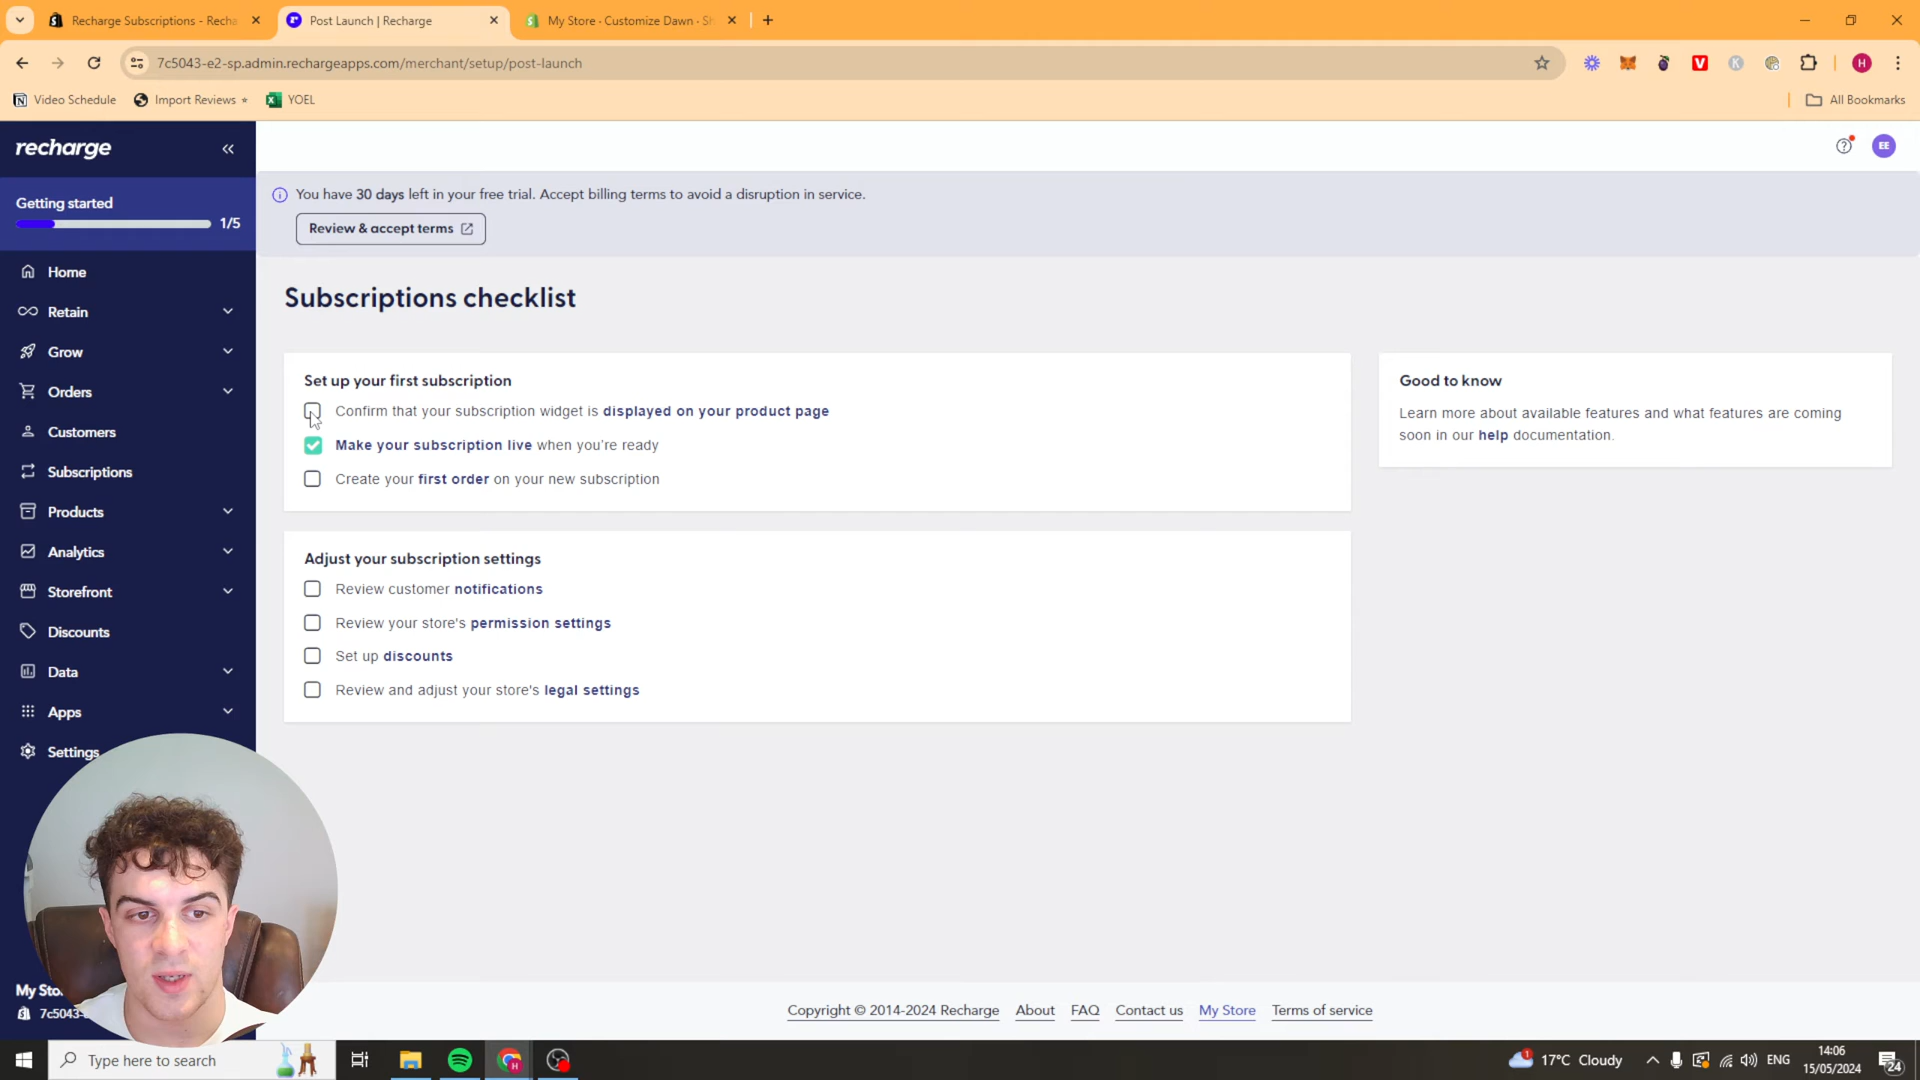 Recharge Subscriptions - Recha
Post Launch | Recharge
My Store · Customize Dawn · Sh
7c5043-e2-sp.admin.rechargeapps.com/merchant/setup/post-launch
Video Schedule
Import Reviews
YOEL
All Bookmarks
recharge
Getting started
1/5
Home
Retain
Grow
Orders
Customers
Subscriptions
Products
Analytics
Storefront
Discounts
Data
Apps
Settings
My Sto
7c5043-
EE
You have 30 days left in your free trial. Accept billing terms to avoid a disruption in service.
Review & accept terms
Subscriptions checklist
Set up your first subscription
Confirm that your subscription widget is displayed on your product page
Make your subscription live when you're ready
Create your first order on your new subscription
Adjust your subscription settings
Review customer notifications
Review your store's permission settings
Set up discounts
Review and adjust your store's legal settings
Good to know
Learn more about available features and what features are coming
soon in our help documentation.
Copyright © 2014-2024 Recharge About FAQ Contact us My Store Terms of service
Type here to search
17°C Cloudy
ENG
14:06
15/05/2024
24